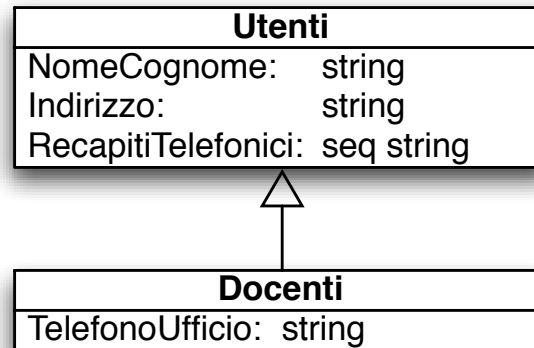 Utenti
NomeCognome: string
Indirizzo: string
RecapitiTelefonici: seq string
Docenti
TelefonoUfficio: string